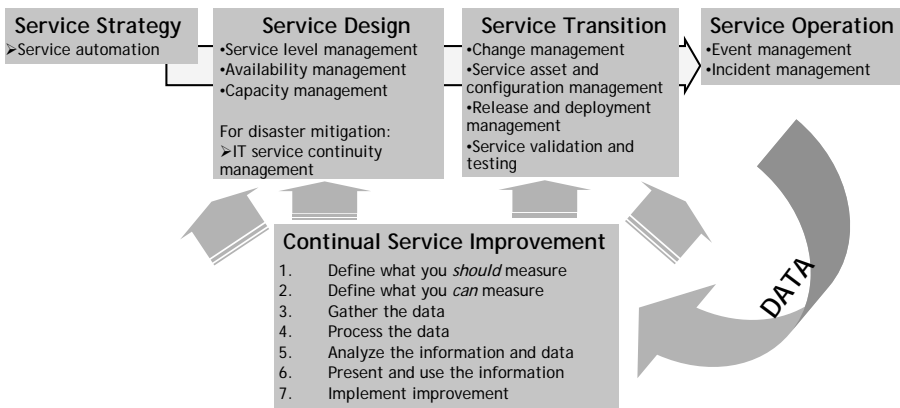 Service Strategy
➢Service automation
Service Design
•Service level management
•Availability management
•Capacity management
For disaster mitigation:
➢IT service continuity
management
Service Transition
•Change management
•Service asset and
configuration management
•Release and deployment
management
•Service validation and
testing
Service Operation
•Event management
•Incident management
Continual Service Improvement
1. Define what you should measure
2. Define what you can measure
3. Gather the data
4. Process the data
5. Analyze the information and data
6. Present and use the information
7. Implement improvement
DATA